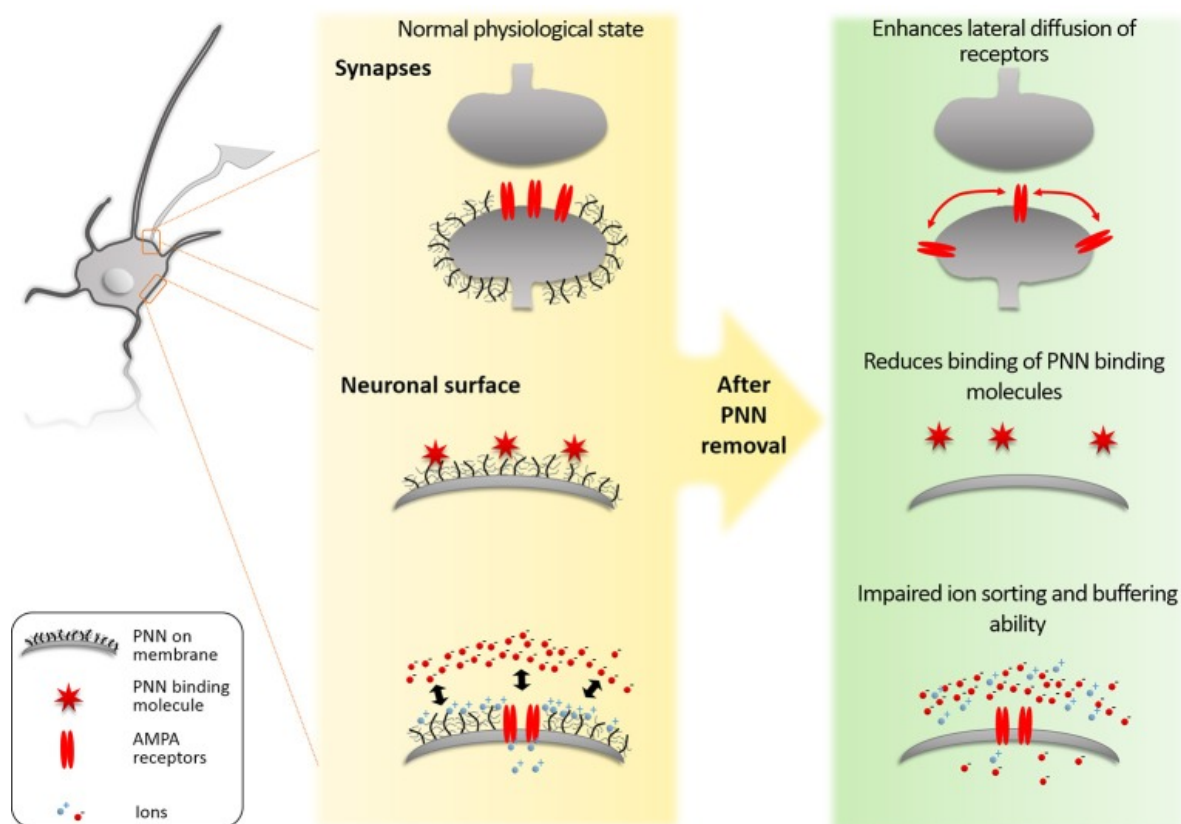 Normal physiological state
Synapses
Neuronal surface
After
PNN
removal
Enhances lateral diffusion of
receptors
Reduces binding of PNN binding
molecules
Impaired ion sorting and buffering
ability
PNN on
membrane
PNN binding
molecule
AMPA
receptors
Ions